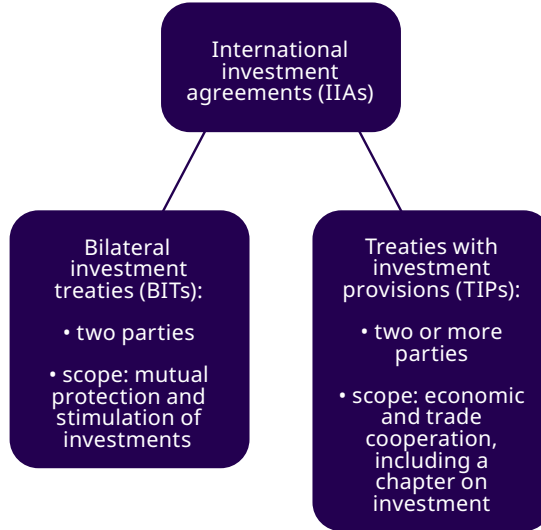 International
investment
agreements (IIAs)
Bilateral
investment
treaties (BITs):
• two parties
• scope: mutual
protection and
stimulation of
investments
Treaties with
investment
provisions (TIPs):
• two or more
parties
• scope: economic
and trade
cooperation,
including a
chapter on
investment